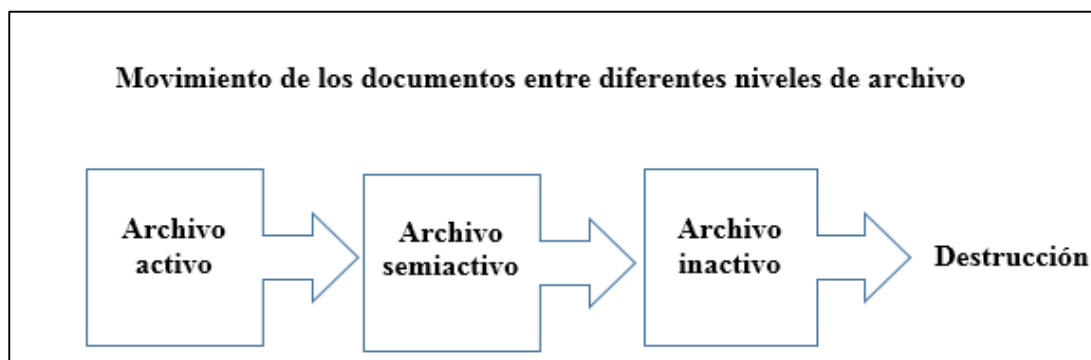 Movimiento de los documentos entre diferentes niveles de archivo
Archivo
activo
Archivo
semiactivo
Archivo
inactivo
Destrucción